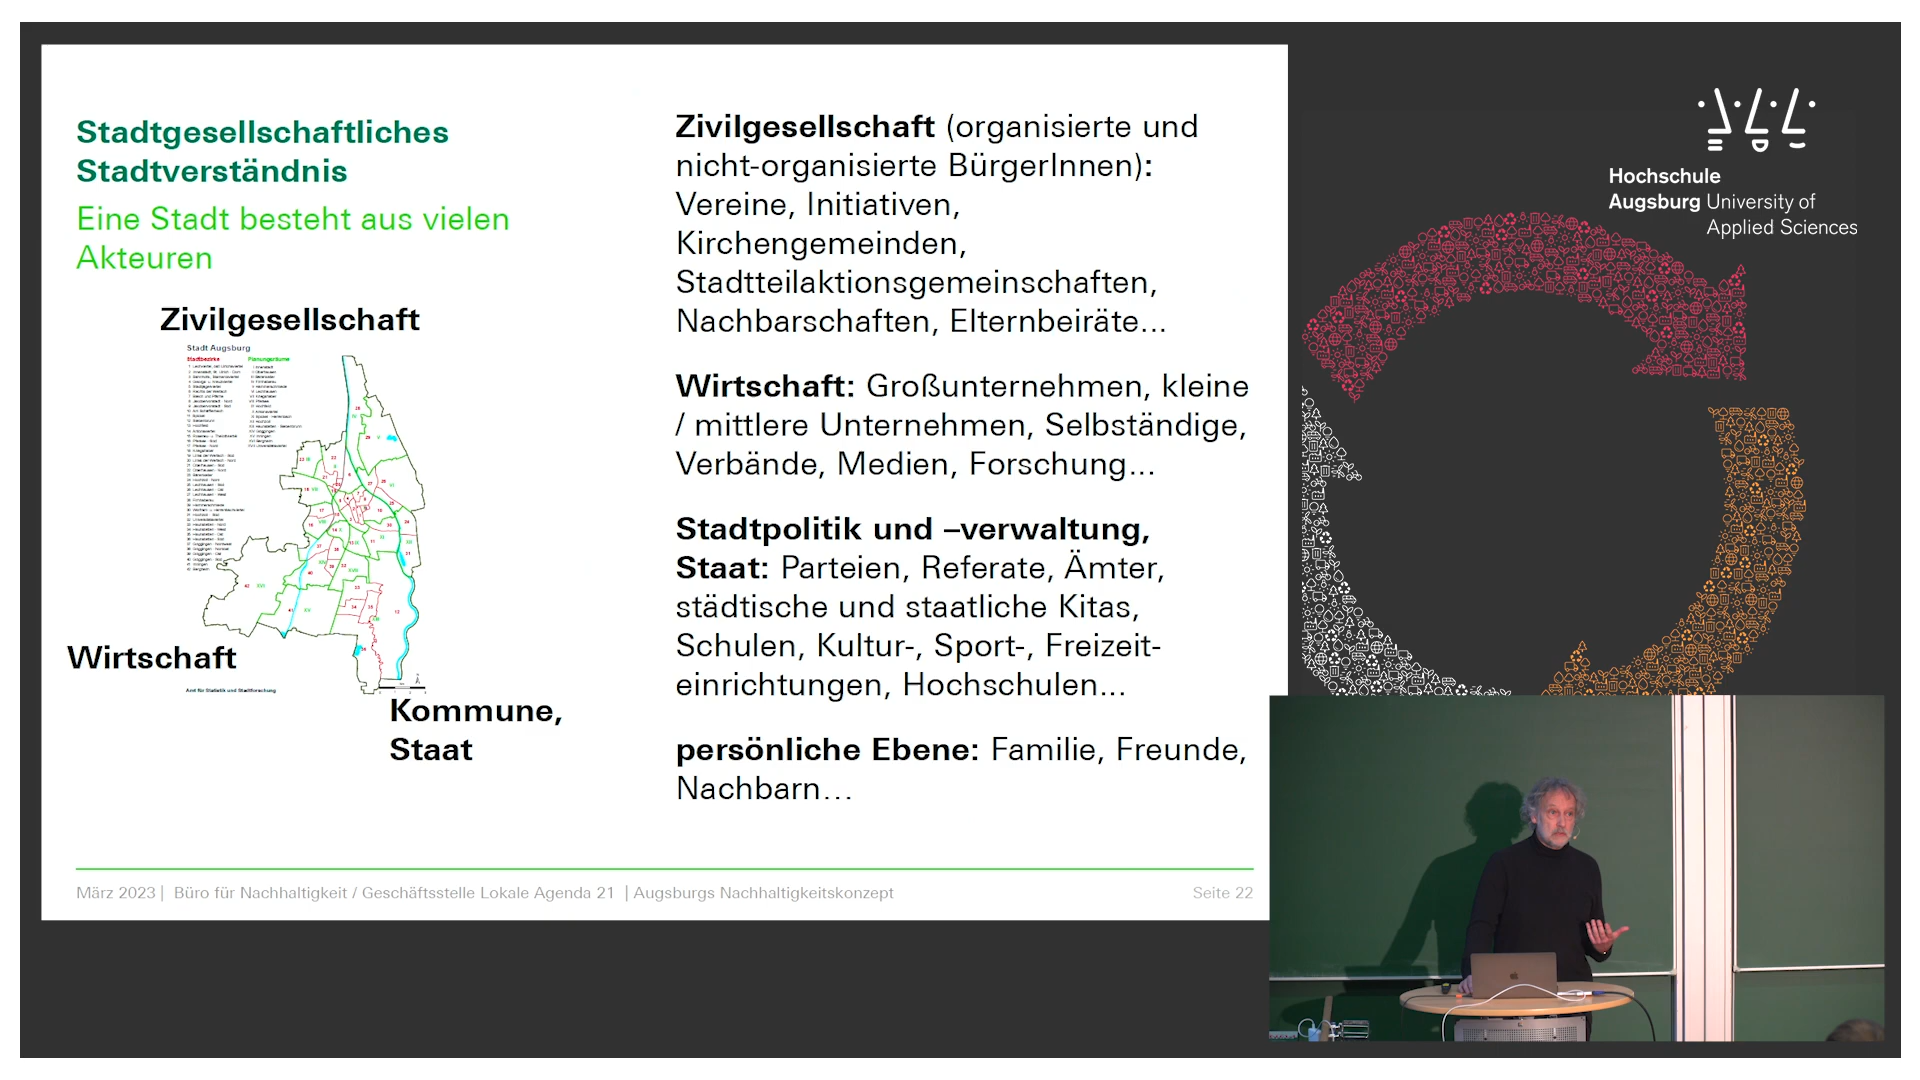 Stadtgesellschaftliches
Stadtverständnis
Eine Stadt besteht aus vielen
Akteuren
Zivilgesellschaft
Stadt Augsburg
Stadtbezirke
Planungsräume
Wirtschaft
Amt für Statistik und Stadtforschung
Kommune,
Staat
Zivilgesellschaft (organisierte und
nicht-organisierte BürgerInnen):
Vereine, Initiativen,
Kirchengemeinden,
Stadtteilaktionsgemeinschaften,
Nachbarschaften, Elternbeiräte...
Wirtschaft: Großunternehmen, kleine
/ mittlere Unternehmen, Selbständige,
Verbände, Medien, Forschung...
Stadtpolitik und –verwaltung,
Staat: Parteien, Referate, Ämter,
städtische und staatliche Kitas,
Schulen, Kultur-, Sport-, Freizeit-
einrichtungen, Hochschulen...
persönliche Ebene: Familie, Freunde,
Nachbarn…
März 2023 | Büro für Nachhaltigkeit / Geschäftsstelle Lokale Agenda 21 | Augsburgs Nachhaltigkeitskonzept
Seite 22
Hochschule
Augsburg University of
Applied Sciences